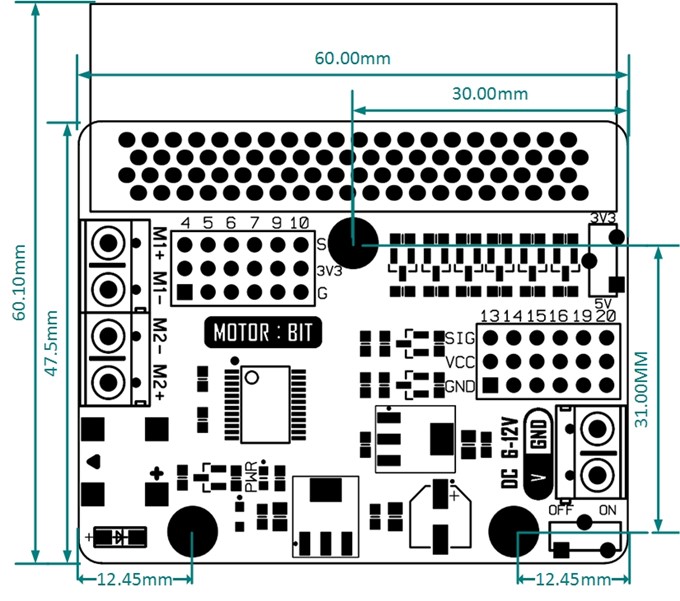 60.00mm
30.00mm
60.10mm
47.5mm
4 5 6 7 9 10
S
3V3
G
M1+
M1-
M2-
M2+
3V3
5V
MOTOR:BIT
13 14 15 16 19 20
SIG
VCC
GND
31.00MM
DC 6-12V
V GND
PWR
+
+
+
OFF ON
12.45mm
12.45mm